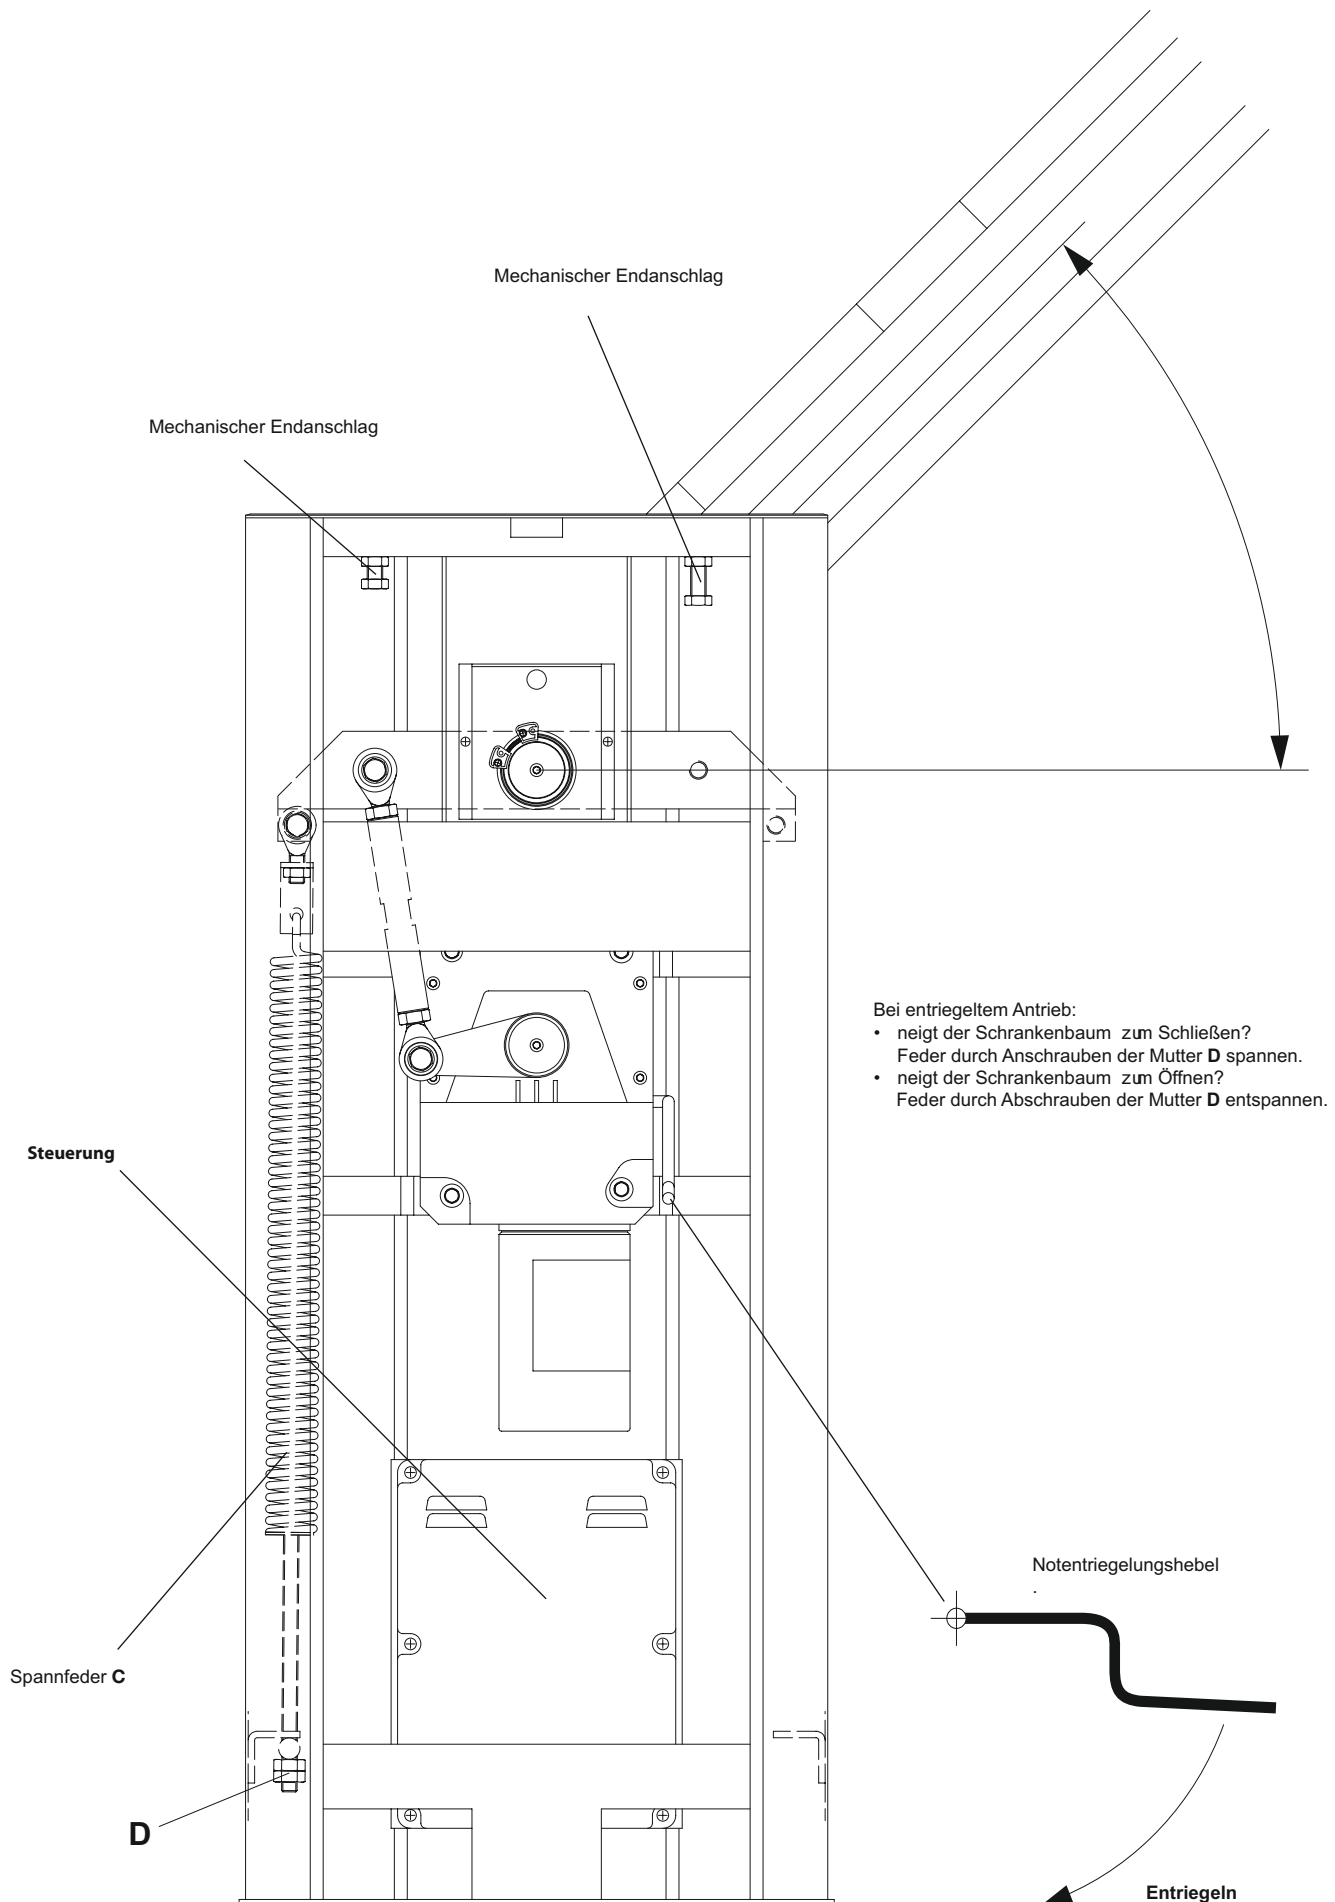 Mechanischer Endanschlag
Mechanischer Endanschlag
Bei entriegeltem Antrieb:
• neigt der Schrankenbaum zum Schließen?
Feder durch Anschrauben der Mutter D spannen.
• neigt der Schrankenbaum zum Öffnen?
Feder durch Abschrauben der Mutter D entspannen.
Steuerung
Notentriegelungshebel
.
Spannfeder C
D
Entriegeln